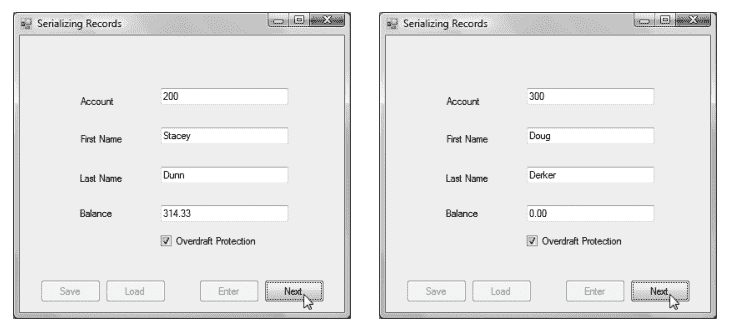 Serializing Records
Account 200
First Name Stacey
Last Name Dunn
Balance 314.33
Overdraft Protection
Save Load Enter Next
Serializing Records
Account 300
First Name Doug
Last Name Derker
Balance 0.00
Overdraft Protection
Save Load Enter Next